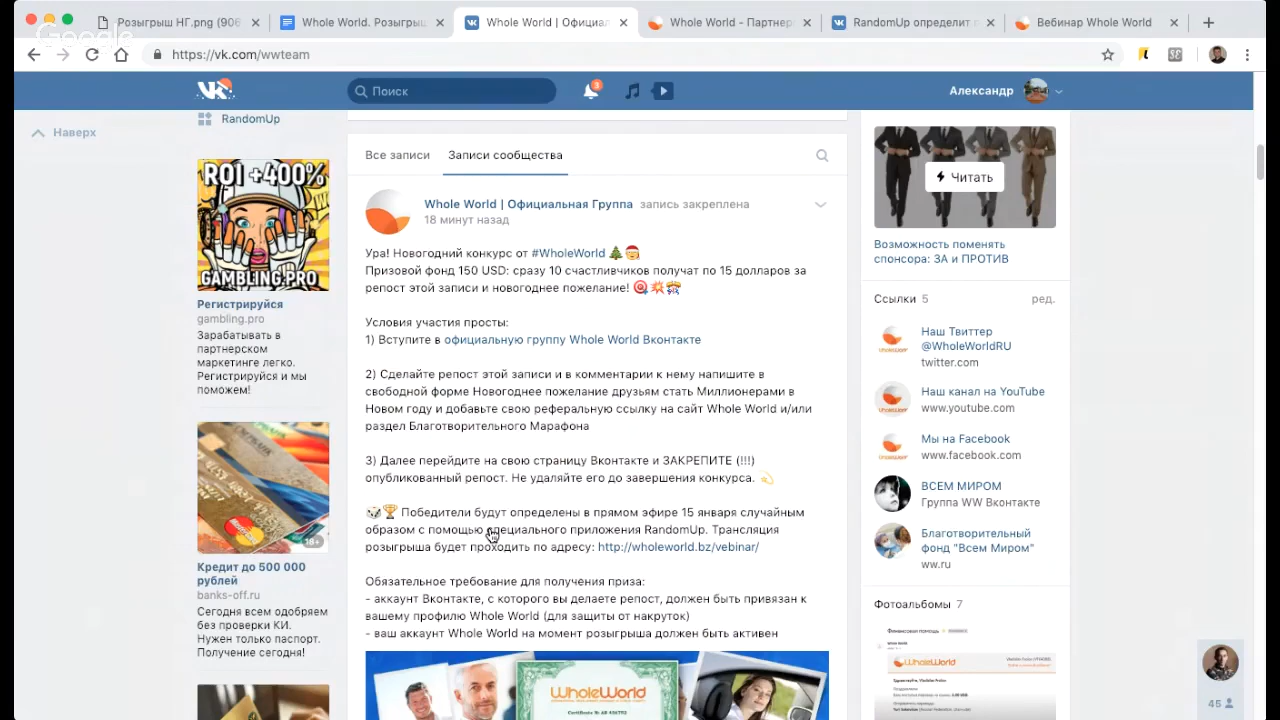 Розыгрыш НГ.png (906
Whole World. Розыгрыш
Whole World | Официал
Whole World - Партнер
RandomUp определит п
Вебинар Whole World
https://vk.com/wwteam
Поиск
3
Александр
Наверх
RandomUp
ROI +400%
GAMBLING.PRO
Регистрируйся
gambling.pro
Зарабатывать в
партнерском
маркетинге легко.
Регистрируйся и мы
поможем!
18+
Кредит до 500 000
рублей
banks-off.ru
Сегодня всем одобряем
без проверки КИ.
Нужен только паспорт.
Получение сегодня!
Все записи
Записи сообщества
Whole World | Официальная Группа запись закреплена
18 минут назад
Ура! Новогодний конкурс от #WholeWorld 🎄🎅
Призовой фонд 150 USD: сразу 10 счастливчиков получат по 15 долларов за
репост этой записи и новогоднее пожелание!
Условия участия просты:
1) Вступите в официальную группу Whole World Вконтакте
2) Сделайте репост этой записи и в комментарии к нему напишите в
свободной форме Новогоднее пожелание друзьям стать Миллионерами в
Новом году и добавьте свою реферальную ссылку на сайт Whole World и/или
раздел Благотворительного Марафона
3) Далее перейдите на свою страницу Вконтакте и ЗАКРЕПИТЕ (!!!)
опубликованный репост. Не удаляйте его до завершения конкурса.
Победители будут определены в прямом эфире 15 января случайным
образом с помощью специального приложения RandomUp. Трансляция
розыгрыша будет проходить по адресу: http://wholeworld.bz/vebinar/
Обязательное требование для получения приза:
- аккаунт Вконтакте, с которого вы делаете репост, должен быть привязан к
вашему профилю Whole World (для защиты от накруток)
- ваш аккаунт Whole World на момент розыгрыша должен быть активен
WholeWorld
Читать
Возможность поменять
спонсора: ЗА и ПРОТИВ
Ссылки 5
ред.
Наш Твиттер
@WholeWorldRU
twitter.com
Наш канал на YouTube
www.youtube.com
Мы на Facebook
www.facebook.com
ВСЕМ МИРОМ
Группа WW Вконтакте
Благотворительный
фонд "Всем Миром"
ww.ru
Фотоальбомы 7
Финансовая помощь
WholeWorld
45